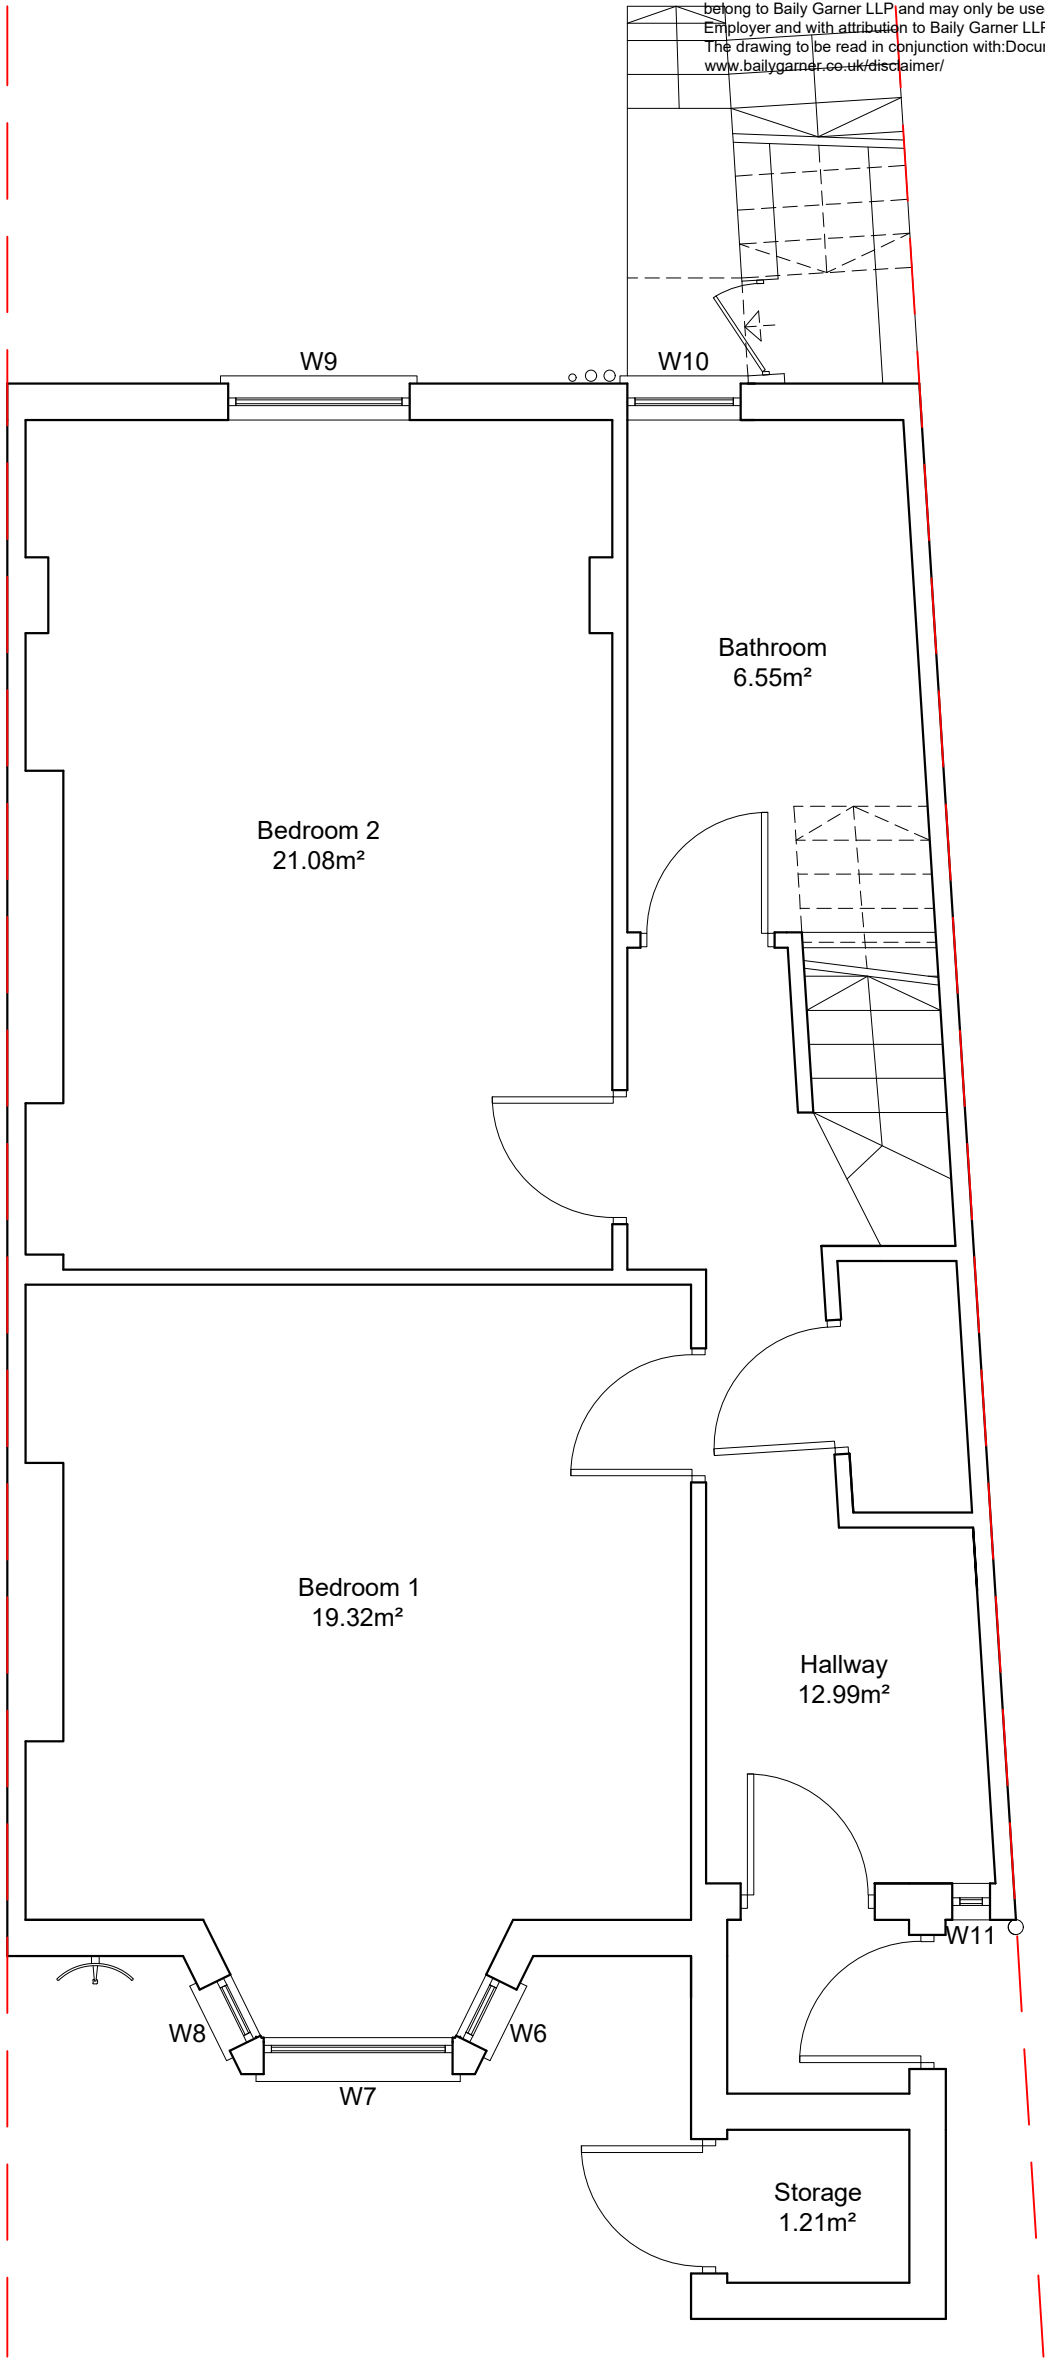 belong to Baily Garner LLP and may only be use
Employer and with attribution to Baily Garner LLP
The drawing to be read in conjunction with:Docu
www.bailygarner.co.uk/disclaimer/
W9
W10
Bathroom
6.55m²
Bedroom 2
21.08m²
Bedroom 1
19.32m²
Hallway
12.99m²
W11
W8
W6
W7
Storage
1.21m²